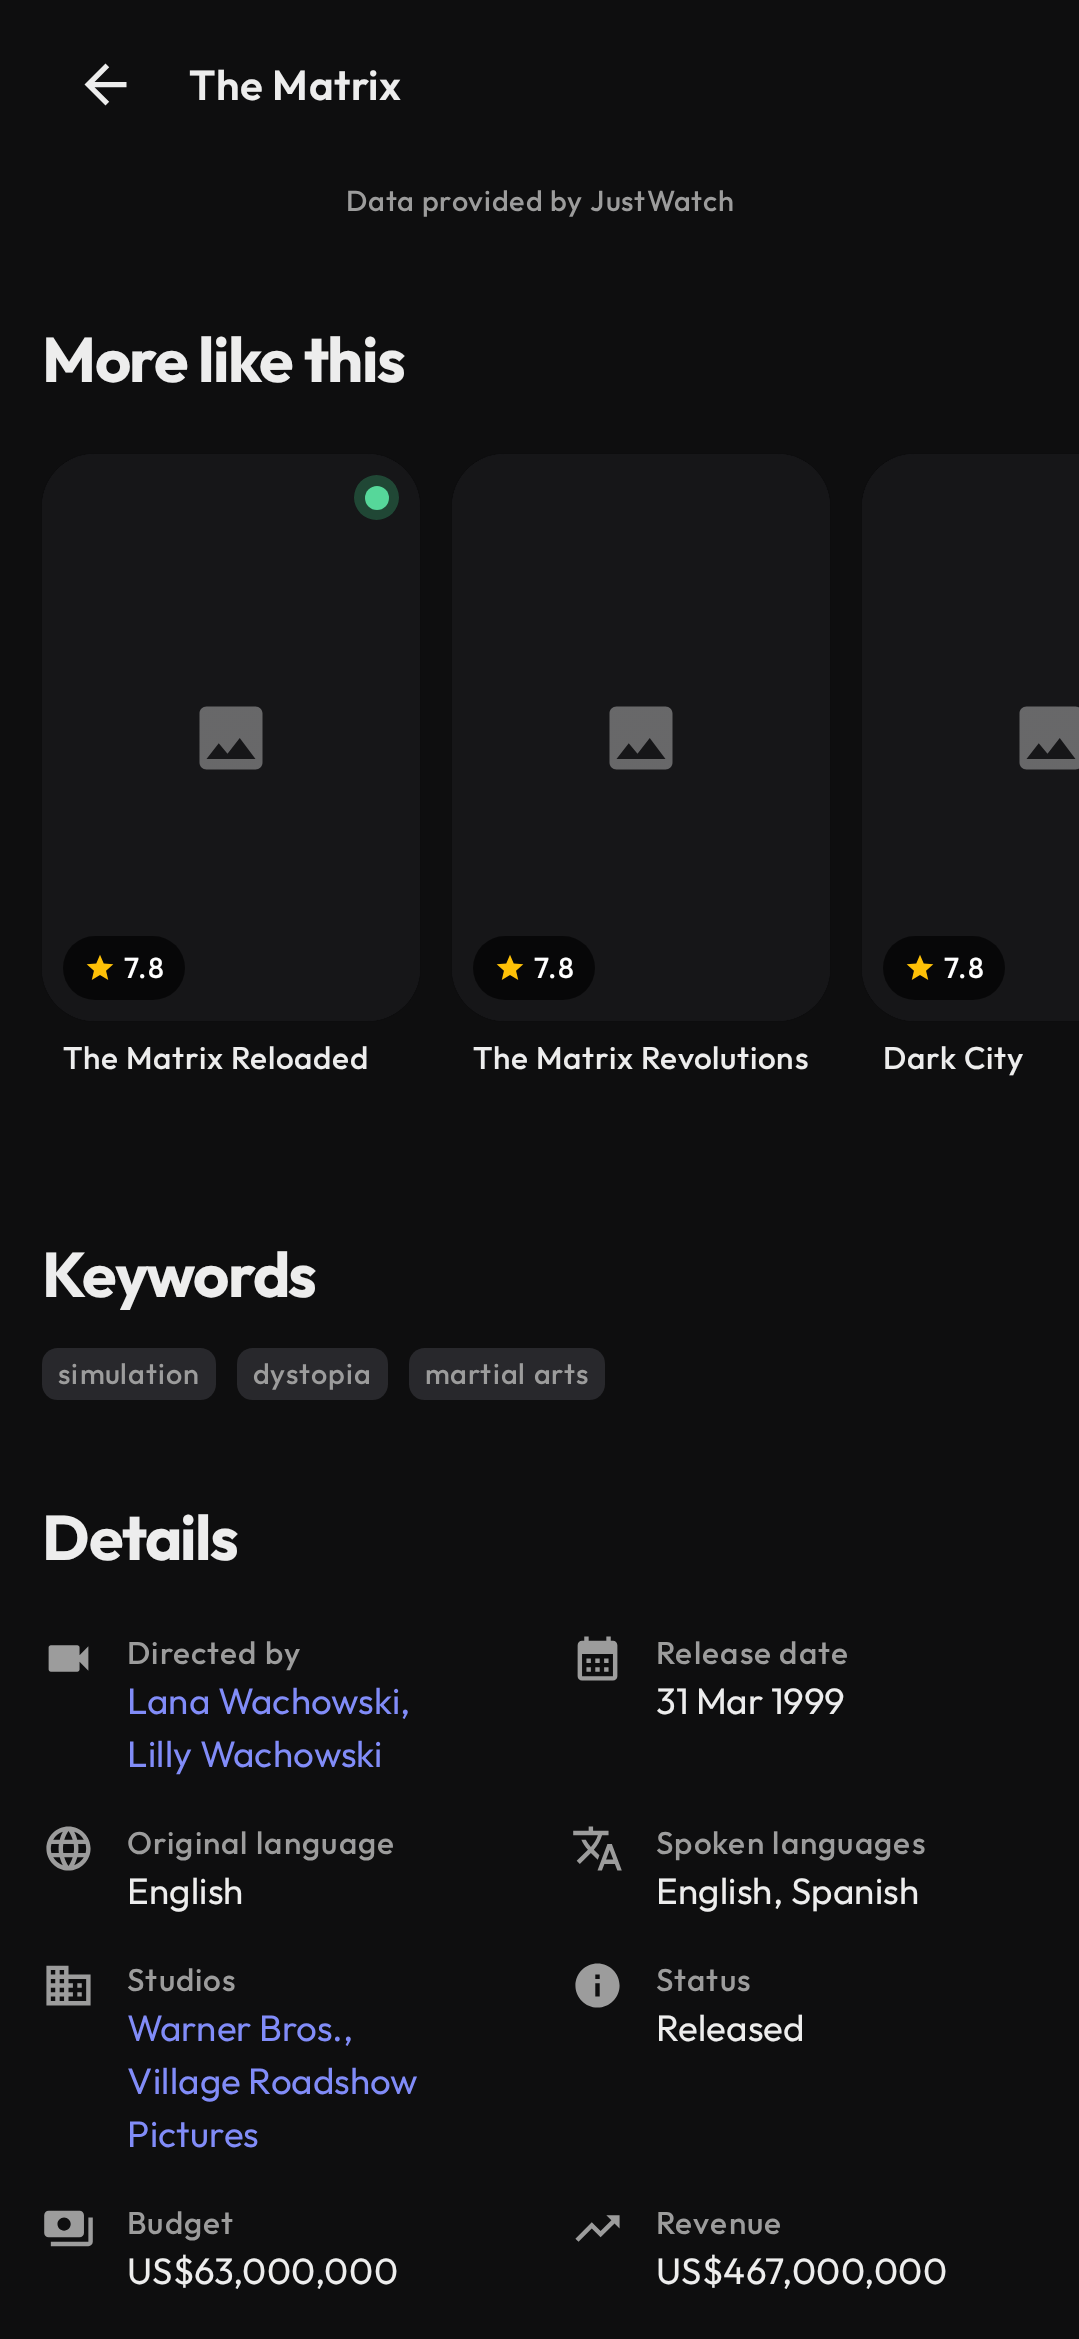 The Matrix
Data provided by JustWatch
More like this
7.8
7.8
7.8
The Matrix Reloaded
The Matrix Revolutions
Dark City
Keywords
simulation
dystopia
martial arts
Details
Directed by
Lana Wachowski,
Lilly Wachowski
Release date
31 Mar 1999
Original language
English
Spoken languages
English, Spanish
Studios
Warner Bros.,
Village Roadshow
Pictures
Status
Released
Budget
US$63,000,000
Revenue
US$467,000,000